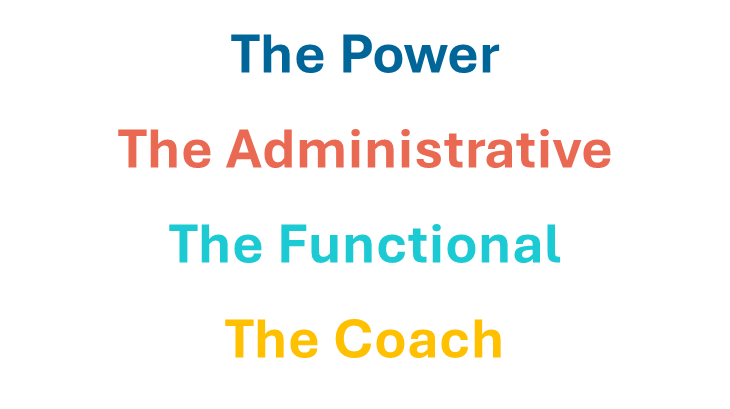 The Power
The Administrative
The Functional
The Coach